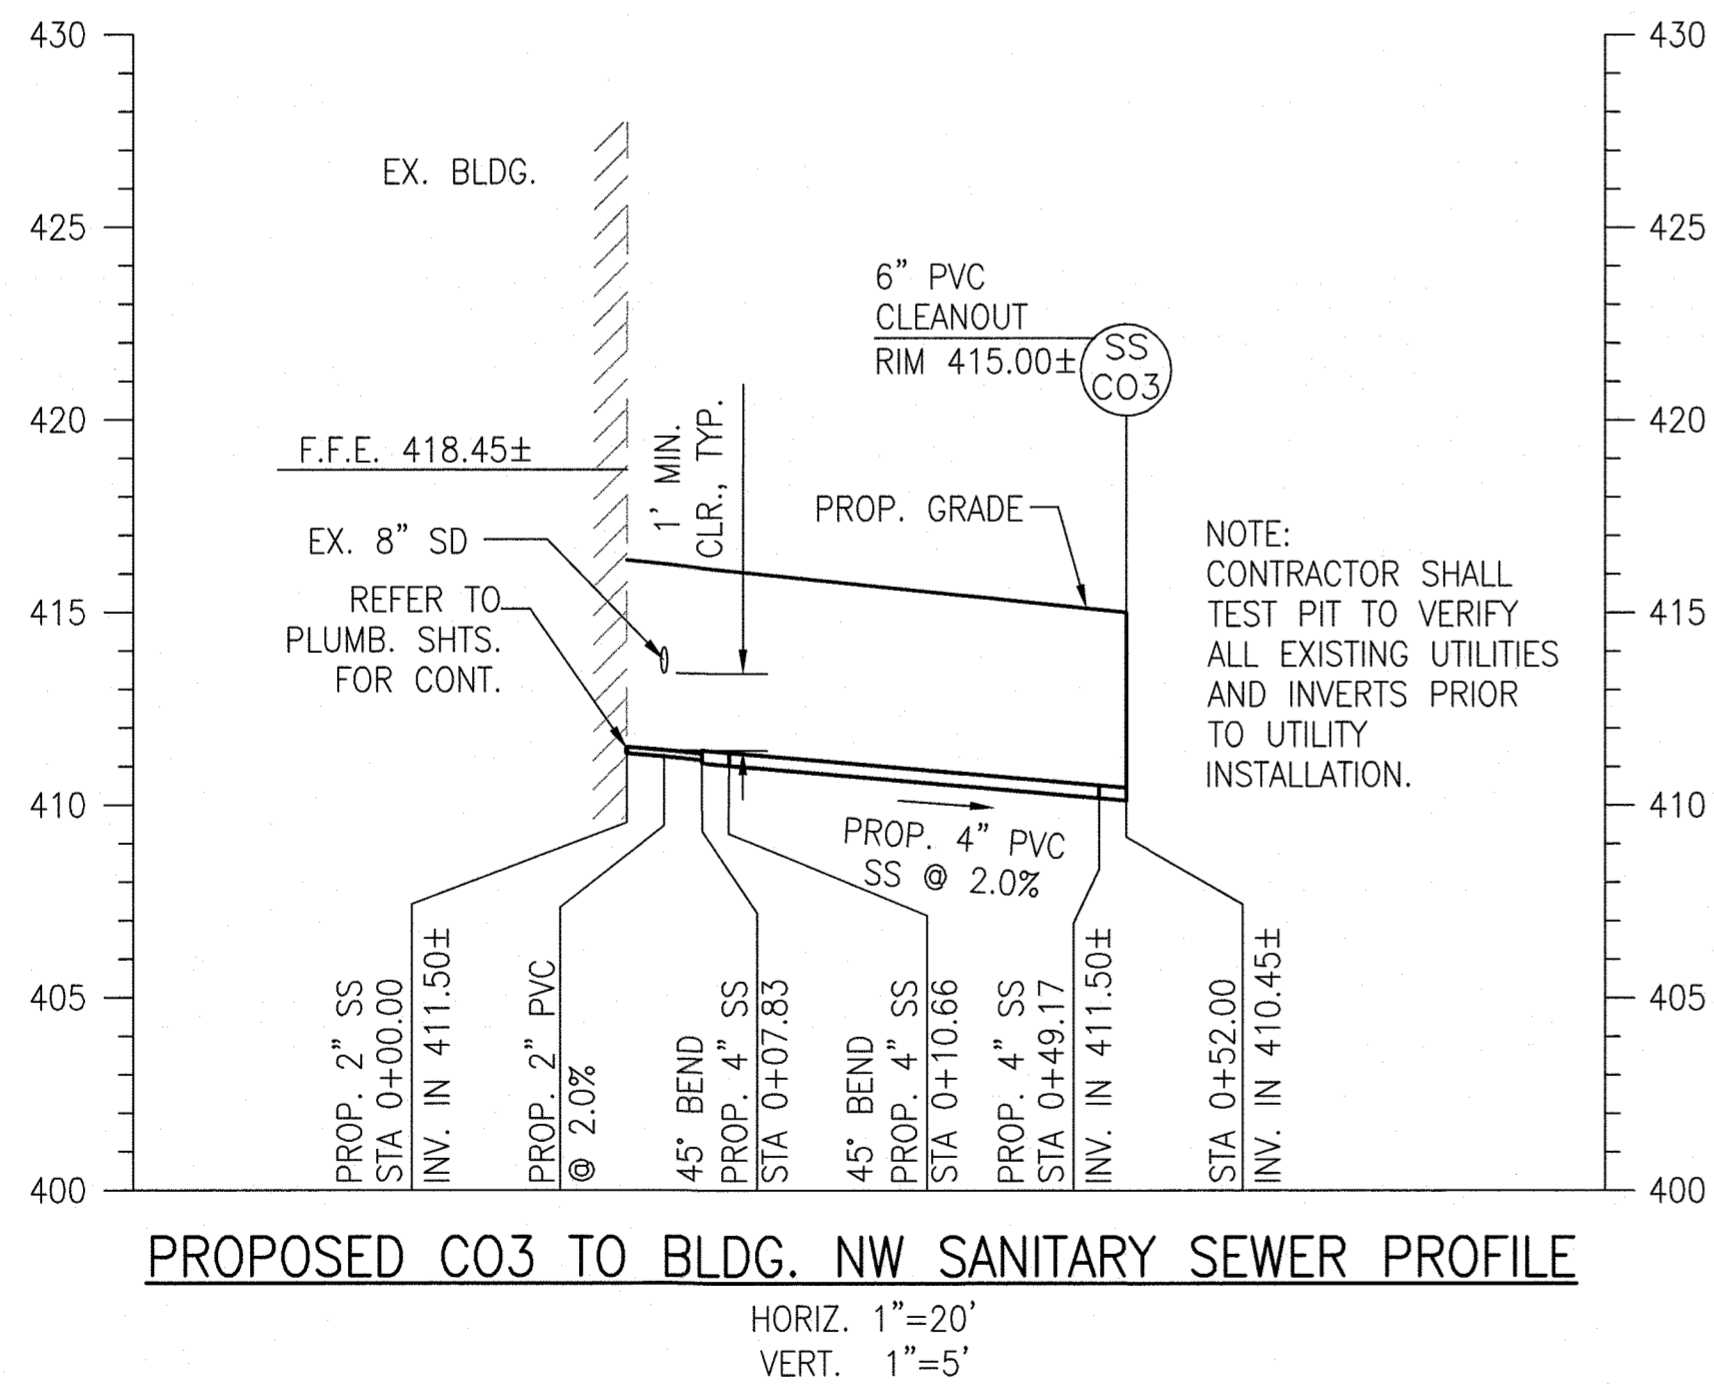 430
425
420
415
410
405
400
430
425
420
415
410
405
400
EX. BLDG.
6" PVC
CLEANOUT
RIM 415.00±
SS
CO3
F.F.E. 418.45±
1' MIN.
CLR., TYP.
PROP. GRADE
EX. 8" SD
REFER TO
PLUMB. SHTS.
FOR CONT.
NOTE:
CONTRACTOR SHALL
TEST PIT TO VERIFY
ALL EXISTING UTILITIES
AND INVERTS PRIOR
TO UTILITY
INSTALLATION.
PROP. 4" PVC
SS @ 2.0%
PROP. 2" SS
STA 0+00.00
INV. IN 411.50±
PROP. 2" PVC
@ 2.0%
45° BEND
PROP. 4" SS
STA 0+07.83
45° BEND
PROP. 4" SS
STA 0+10.66
PROP. 4" SS
STA 0+49.17
INV. IN 411.50±
STA 0+52.00
INV. IN 410.45±
PROPOSED CO3 TO BLDG. NW SANITARY SEWER PROFILE
HORIZ. 1"=20'
VERT. 1"=5'